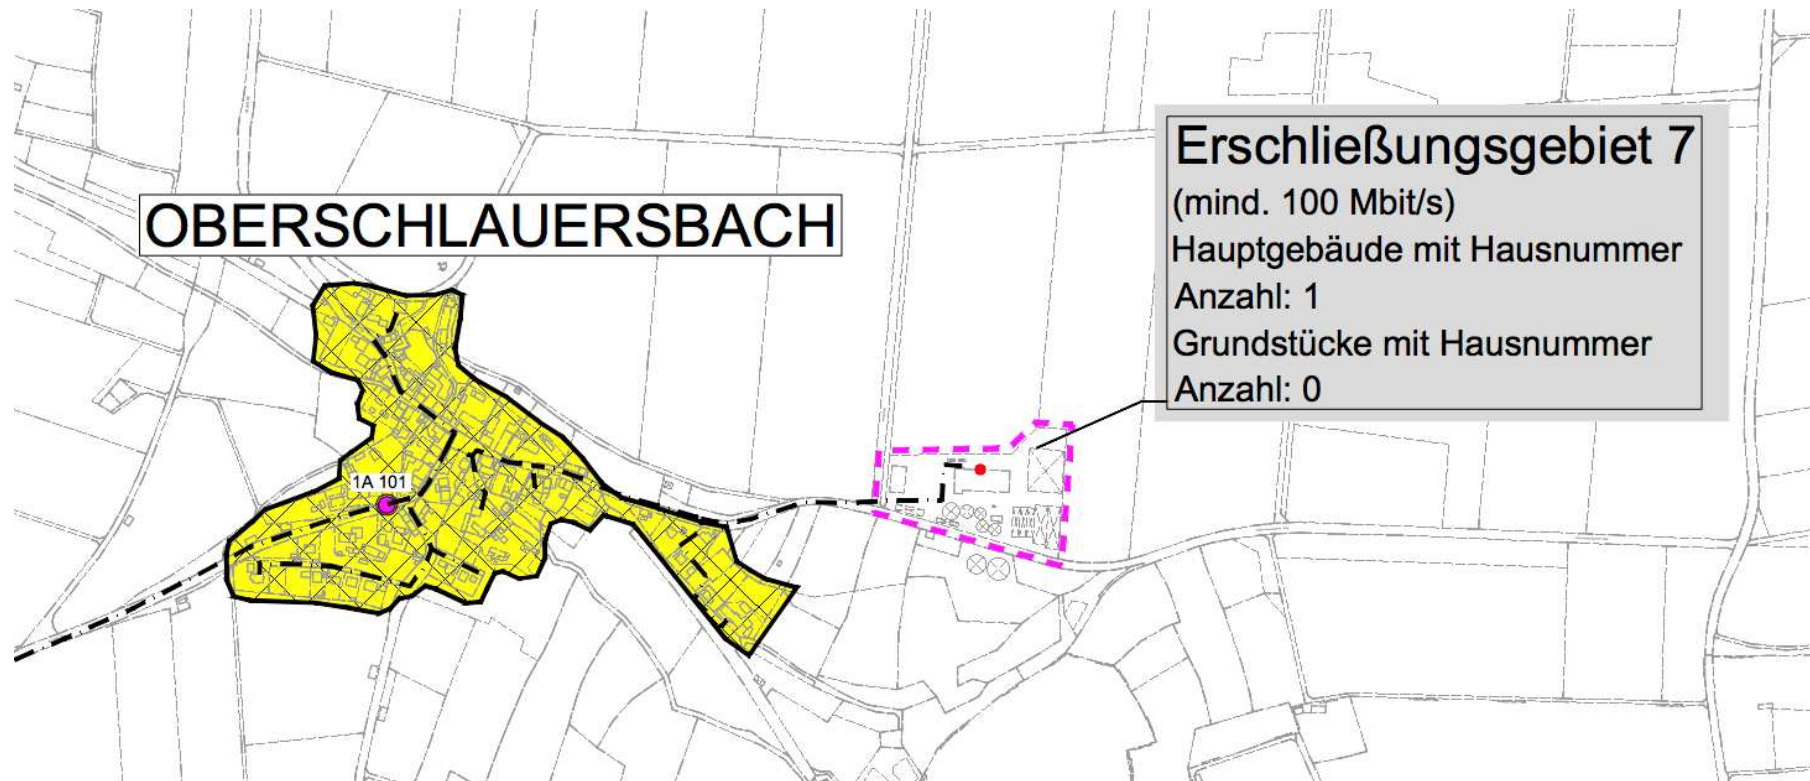 OBERSCHLAUERSBACH
Erschließungsgebiet 7
(mind. 100 Mbit/s)
Hauptgebäude mit Hausnummer
Anzahl: 1
Grundstücke mit Hausnummer
Anzahl: 0
1A 101